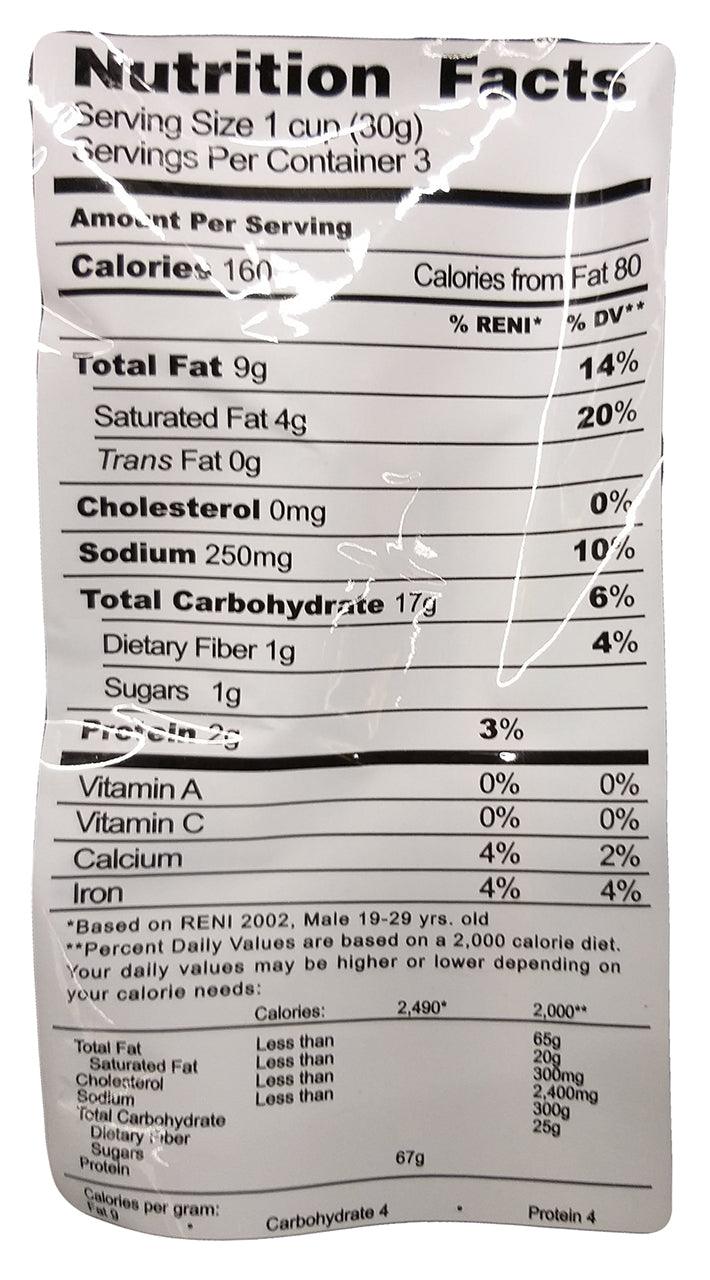 Nutrition Facts
Serving Size 1 cup (30g)
Servings Per Container 3
Amount Per Serving
Calories 160 Calories from Fat 80
% RENI* % DV**
Total Fat 9g 14%
Saturated Fat 4g 20%
Trans Fat 0g
Cholesterol 0mg 0%
Sodium 250mg 10%
Total Carbohydrate 17g 6%
Dietary Fiber 1g 4%
Sugars 1g
Protein 2g 3%
Vitamin A 0% 0%
Vitamin C 0% 0%
Calcium 4% 2%
Iron 4% 4%
*Based on RENI 2002, Male 19-29 yrs. old
**Percent Daily Values are based on a 2,000 calorie diet.
Your daily values may be higher or lower depending on
your calorie needs:
Calories: 2,490* 2,000**
Total Fat Less than 65g
Saturated Fat Less than 20g
Cholesterol Less than 300mg
Sodium Less than 2,400mg
Total Carbohydrate 300g
Dietary Fiber 25g
Sugars
Protein 67g
Calories per gram:
Fat 9 • Carbohydrate 4 • Protein 4